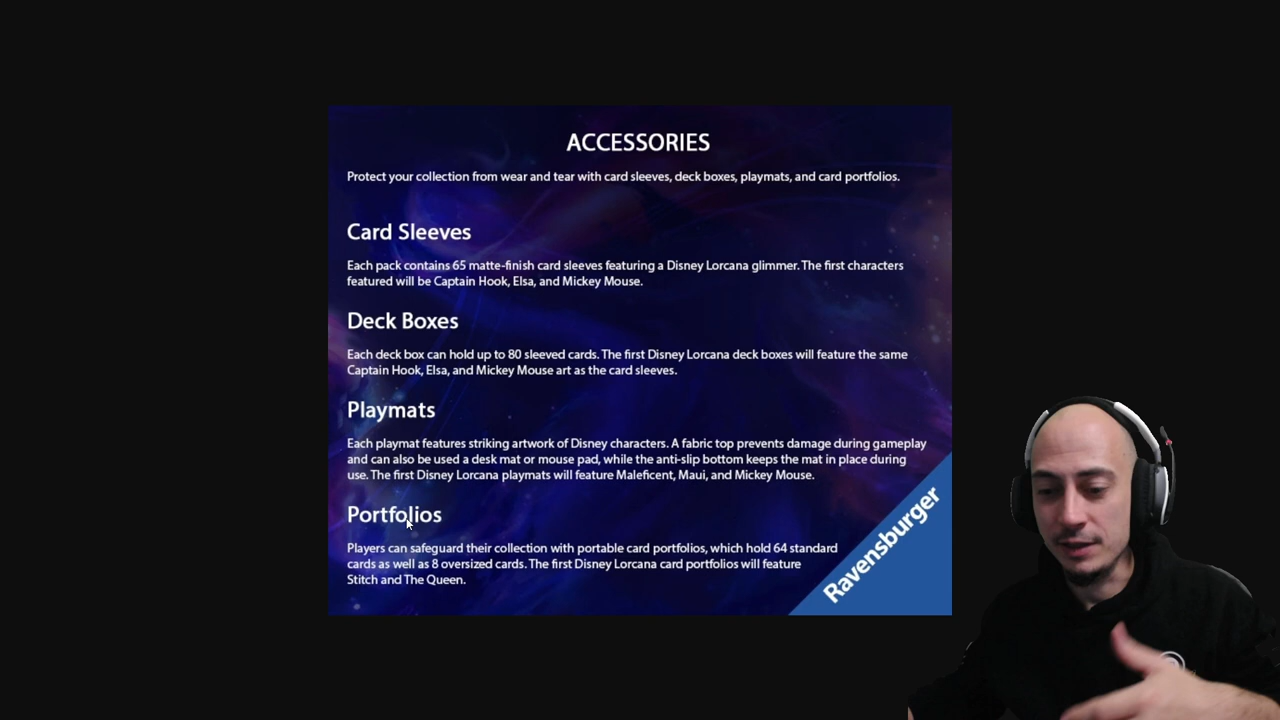 ACCESSORIES
Protect your collection from wear and tear with card sleeves, deck boxes, playmats, and card portfolios.
Card Sleeves
Each pack contains 65 matte-finish card sleeves featuring a Disney Lorcana glimmer. The first characters
featured will be Captain Hook, Elsa, and Mickey Mouse.
Deck Boxes
Each deck box can hold up to 80 sleeved cards. The first Disney Lorcana deck boxes will feature the same
Captain Hook, Elsa, and Mickey Mouse art as the card sleeves.
Playmats
Each playmat features striking artwork of Disney characters. A fabric top prevents damage during gameplay
and can also be used a desk mat or mouse pad, while the anti-slip bottom keeps the mat in place during
use. The first Disney Lorcana playmats will feature Maleficent, Maui, and Mickey Mouse.
Portfolios
Players can safeguard their collection with portable card portfolios, which hold 64 standard
cards as well as 8 oversized cards. The first Disney Lorcana card portfolios will feature
Stitch and The Queen.
Ravensburger